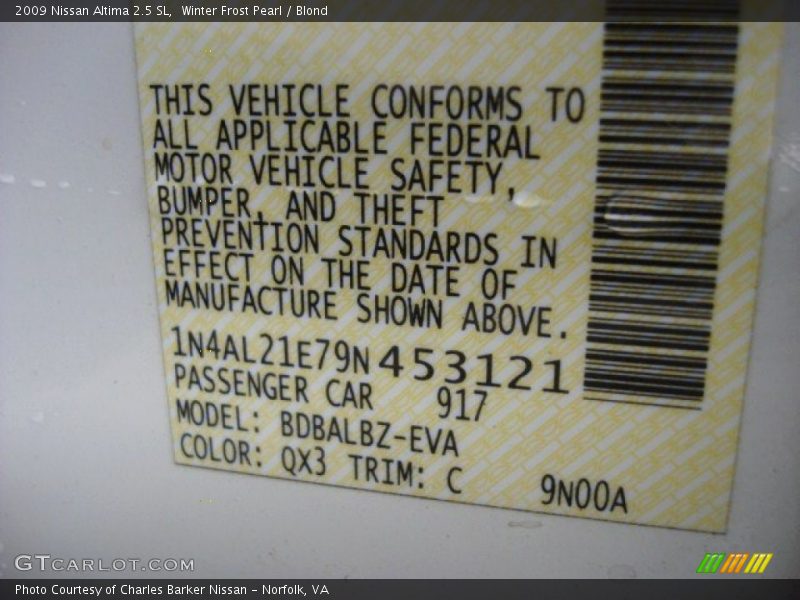 2009 Nissan Altima 2.5 SL,  Winter Frost Pearl / Blond
THIS VEHICLE CONFORMS TO
ALL APPLICABLE FEDERAL
MOTOR VEHICLE SAFETY,
BUMPER, AND THEFT
PREVENTION STANDARDS IN
EFFECT ON THE DATE OF
MANUFACTURE SHOWN ABOVE.
1N4AL21E79N453121
PASSENGER CAR 917
MODEL: BDBALBZ-EVA
COLOR: QX3 TRIM: C 9N00A
GTCARLOT.COM
Photo Courtesy of Charles Barker Nissan - Norfolk, VA